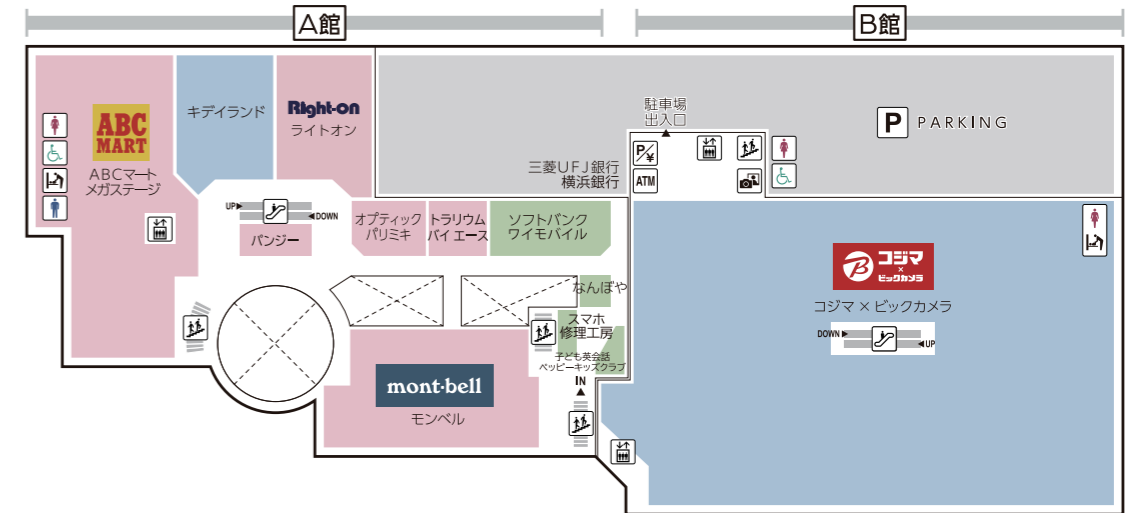 A館
B館
ABC
MART
ABCマート
メガステージ
キデイランド
Right-on
ライトオン
駐車場
出入口
P
PARKING
三菱UFJ銀行
横浜銀行
P/¥
ATM
UP
DOWN
バンジー
オプティック
パリミキ
トラリウム
バイ エース
ソフトバンク
ワイモバイル
なんぼや
スマホ
修理工房
子ども英会話
ペッピーキッズクラブ
IN
mont-bell
モンベル
B
コジマ
×
ビックカメラ
コジマ×ビックカメラ
DOWN
UP